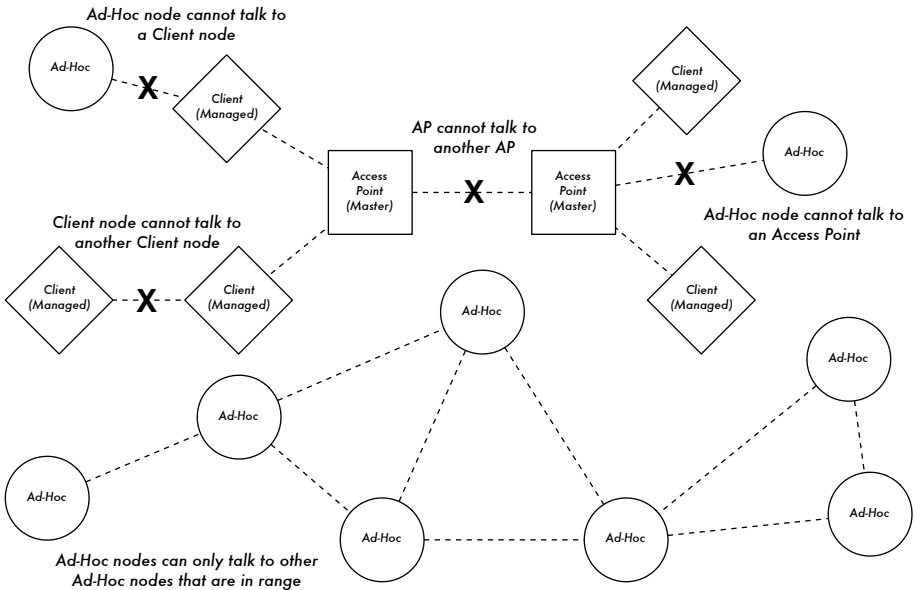 Ad-Hoc node cannot talk to
a Client node
Ad-Hoc
X
Client
(Managed)
Client
(Managed)
AP cannot talk to
another AP
Ad-Hoc
Access
Point
(Master)
X
Access
Point
(Master)
X
Ad-Hoc node cannot talk to
an Access Point
Client node cannot talk to
another Client node
Client
(Managed)
X
Client
(Managed)
Client
(Managed)
Ad-Hoc
Ad-Hoc
Ad-Hoc
Ad-Hoc
Ad-Hoc
Ad-Hoc
Ad-Hoc
Ad-Hoc nodes can only talk to other
Ad-Hoc nodes that are in range